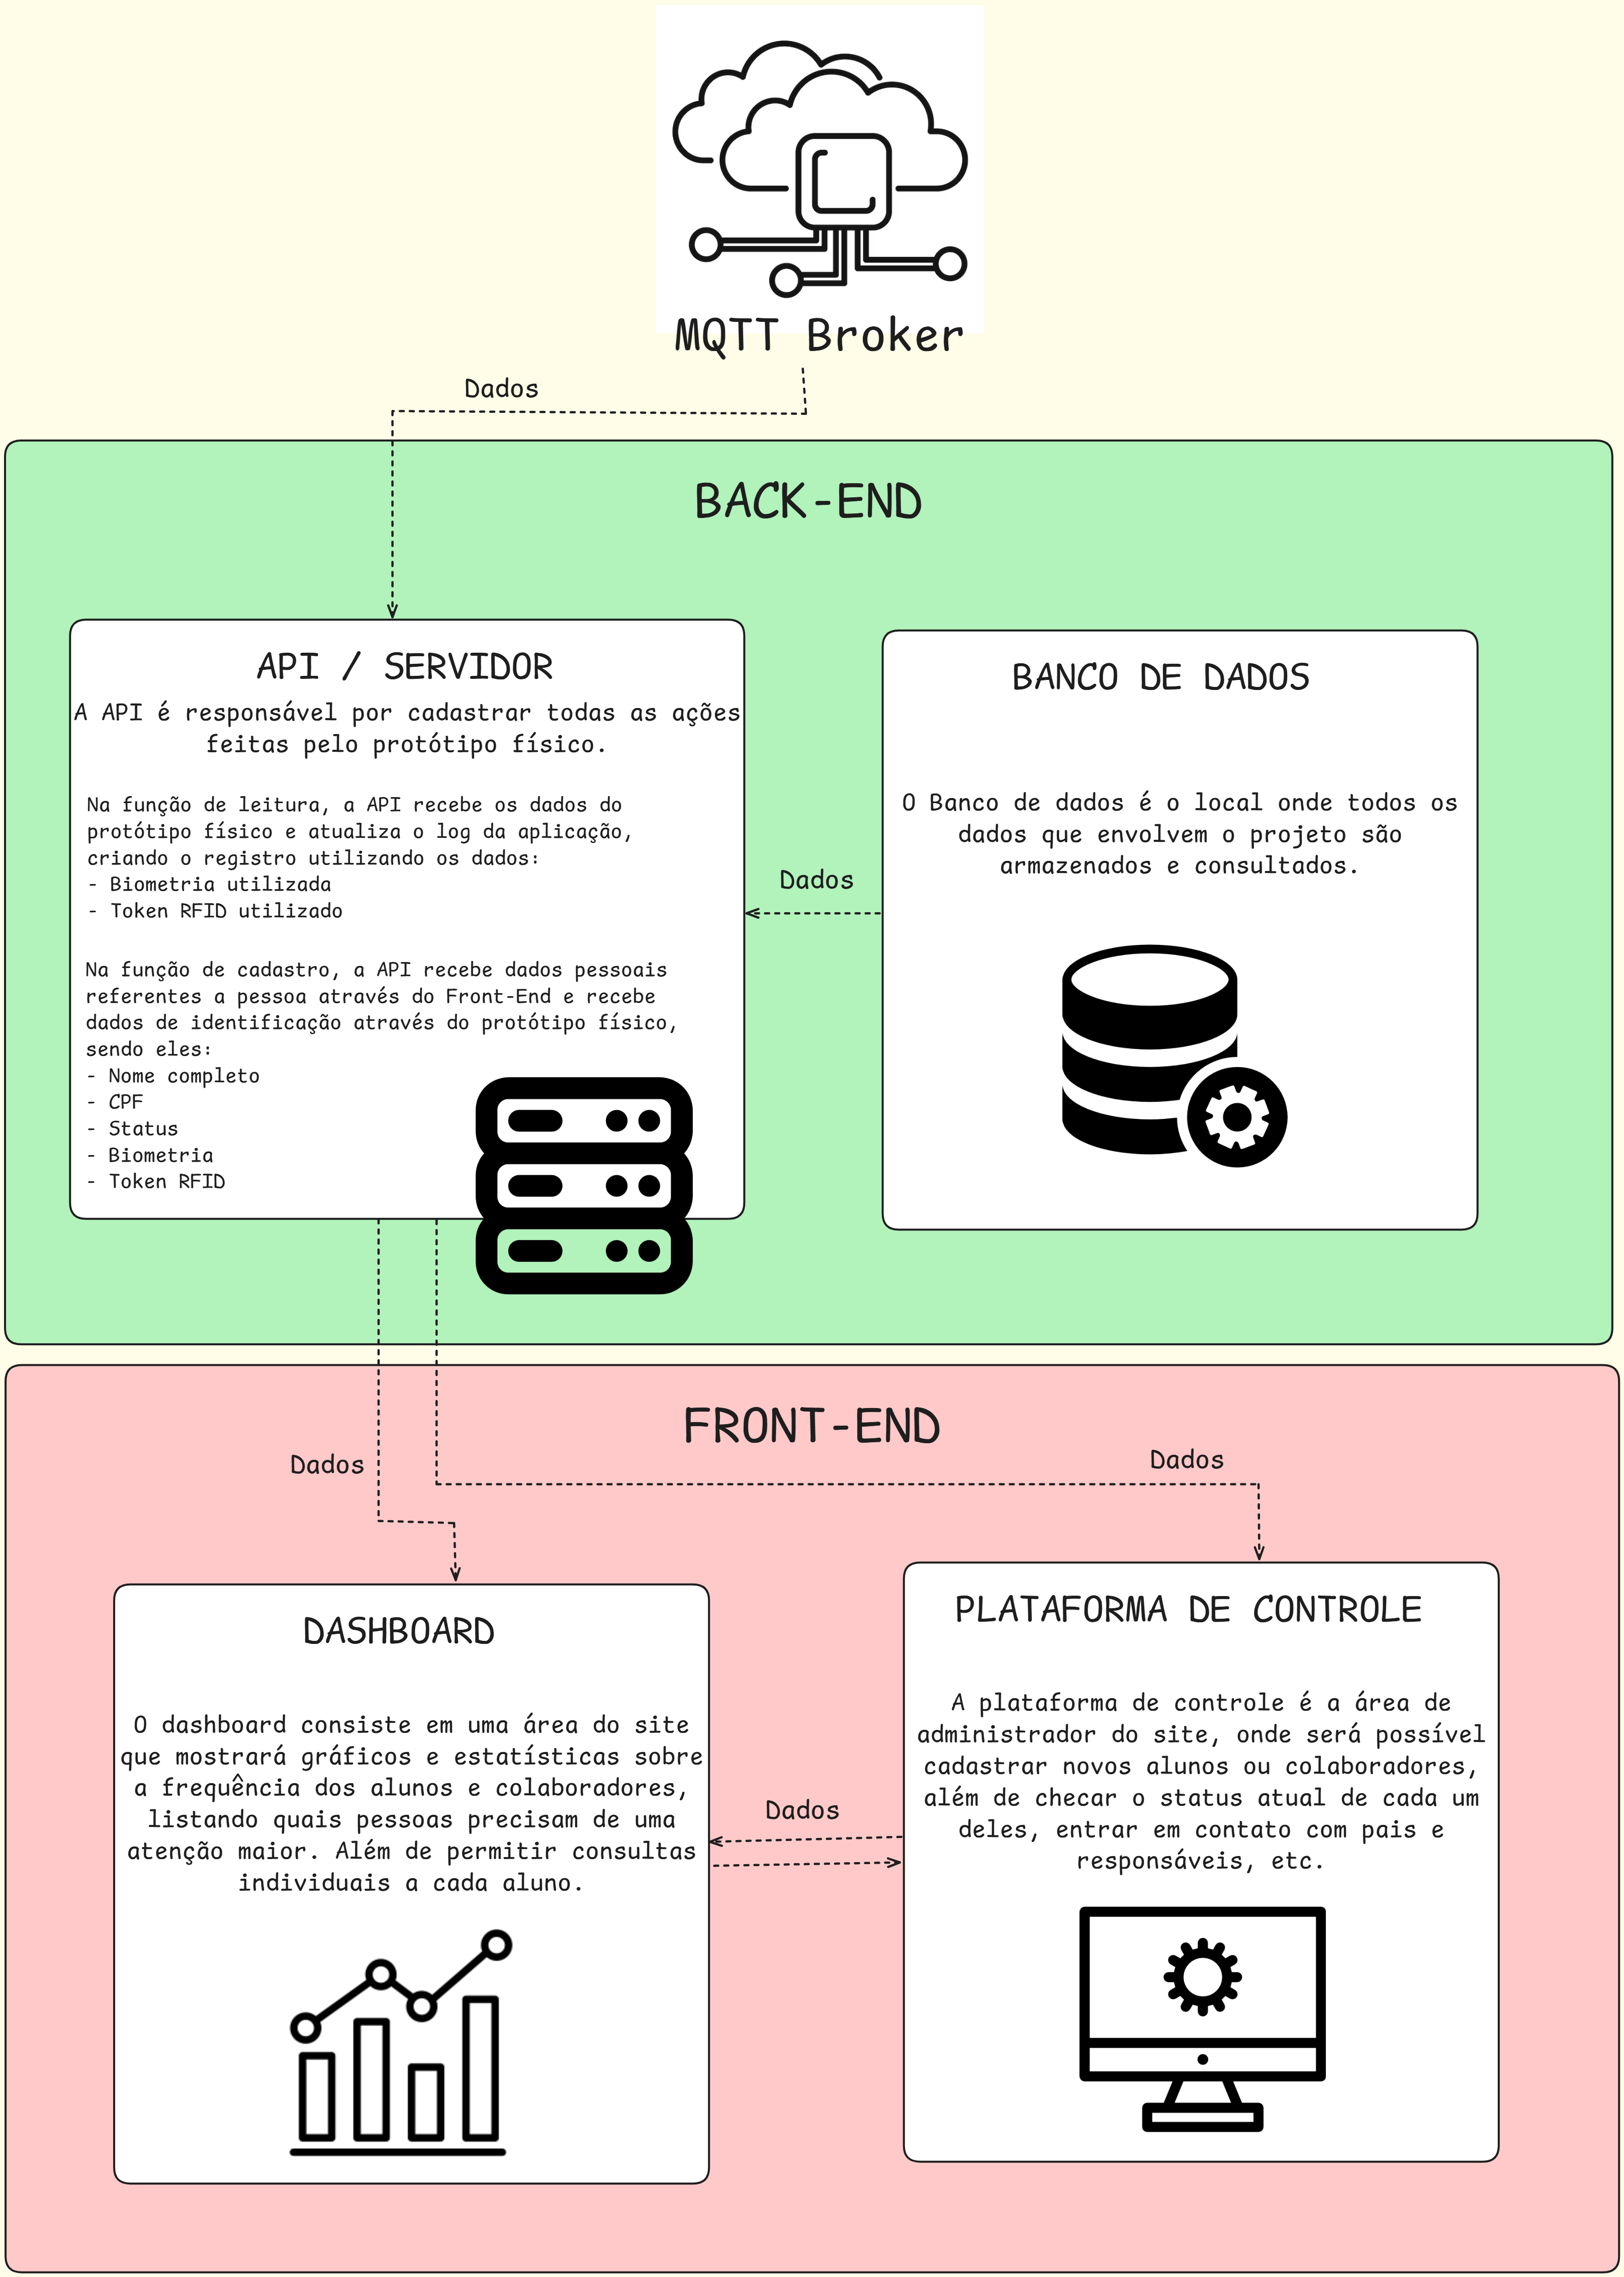 MQTT Broker
Dados
BACK-END
API / SERVIDOR
A API é responsável por cadastrar todas as ações
feitas pelo protótipo físico.
Na função de leitura, a API recebe os dados do
protótipo físico e atualiza o log da aplicação,
criando o registro utilizando os dados:
- Biometria utilizada
- Token RFID utilizado
Na função de cadastro, a API recebe dados pessoais
referentes a pessoa através do Front-End e recebe
dados de identificação através do protótipo físico,
sendo eles:
- Nome completo
- CPF
- Status
- Biometria
- Token RFID
Dados
BANCO DE DADOS
O Banco de dados é o local onde todos os
dados que envolvem o projeto são
armazenados e consultados.
FRONT-END
Dados
Dados
DASHBOARD
O dashboard consiste em uma área do site
que mostrará gráficos e estatísticas sobre
a frequência dos alunos e colaboradores,
listando quais pessoas precisam de uma
atenção maior. Além de permitir consultas
individuais a cada aluno.
Dados
PLATAFORMA DE CONTROLE
A plataforma de controle é a área de
administrador do site, onde será possível
cadastrar novos alunos ou colaboradores,
além de checar o status atual de cada um
deles, entrar em contato com pais e
responsáveis, etc.